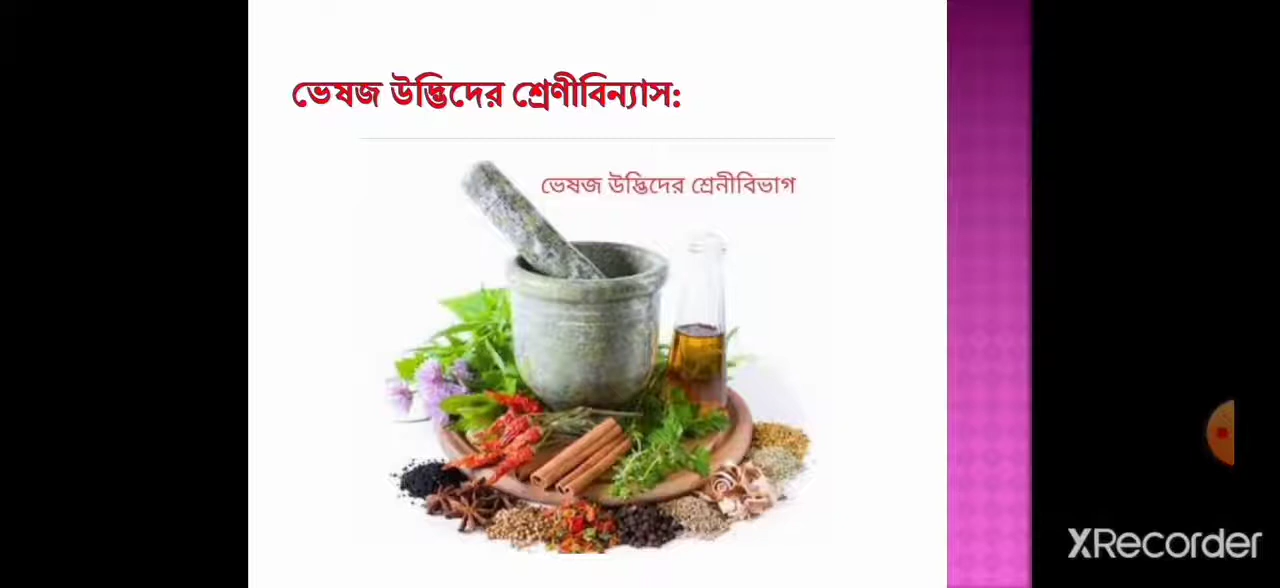 ভেষজ উদ্ভিদের শ্রেণীবিন্যাস:
ভেষজ উদ্ভিদের শ্রেনীবিভাগ
XRecorder